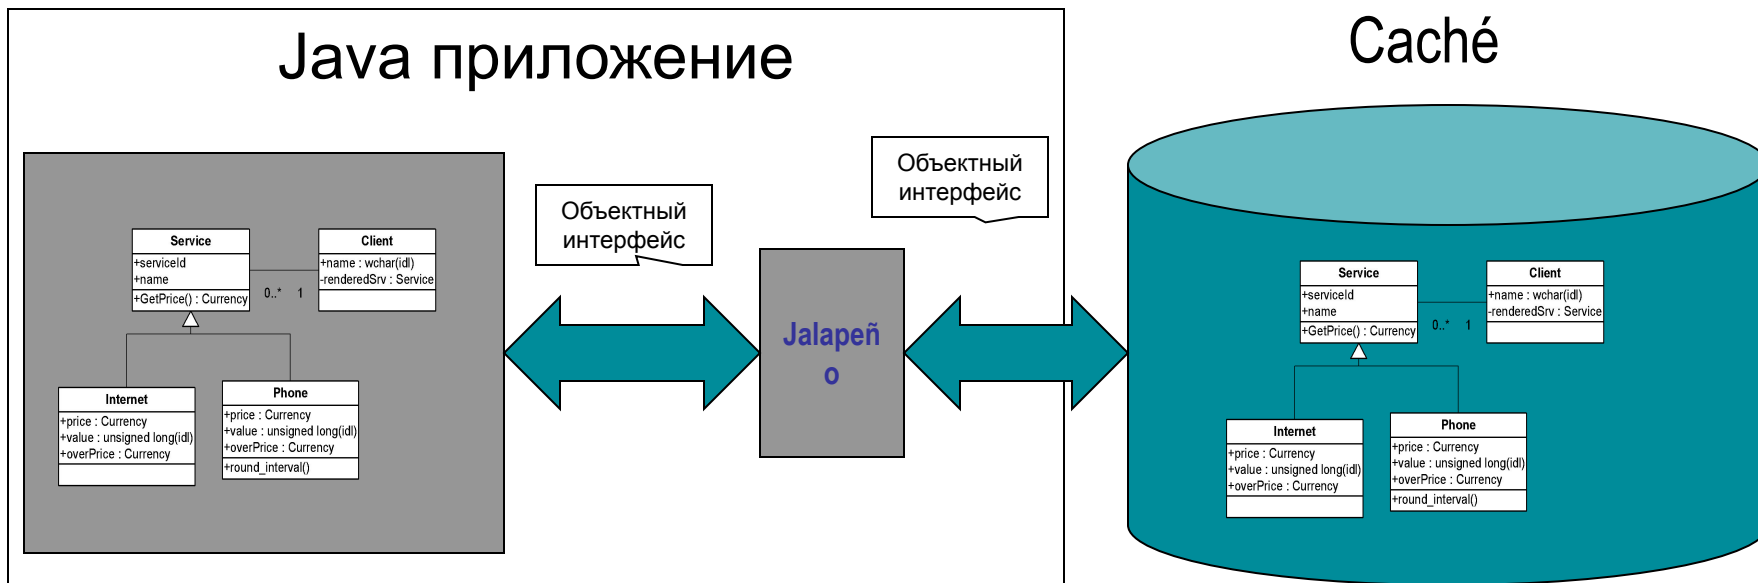 Java приложение
Caché
Объектный
интерфейс
Объектный
интерфейс
Service
+serviceId
+name
+GetPrice() : Currency
Client
+name : wchar(idl)
-renderedSrv : Service
0..*
1
Internet
+price : Currency
+value : unsigned long(idl)
+overPrice : Currency
Phone
+price : Currency
+value : unsigned long(idl)
+overPrice : Currency
+round_interval()
Jalapeñ
o
Service
+serviceId
+name
+GetPrice() : Currency
Client
+name : wchar(idl)
-renderedSrv : Service
0..*
1
Internet
+price : Currency
+value : unsigned long(idl)
+overPrice : Currency
Phone
+price : Currency
+value : unsigned long(idl)
+overPrice : Currency
+round_interval()